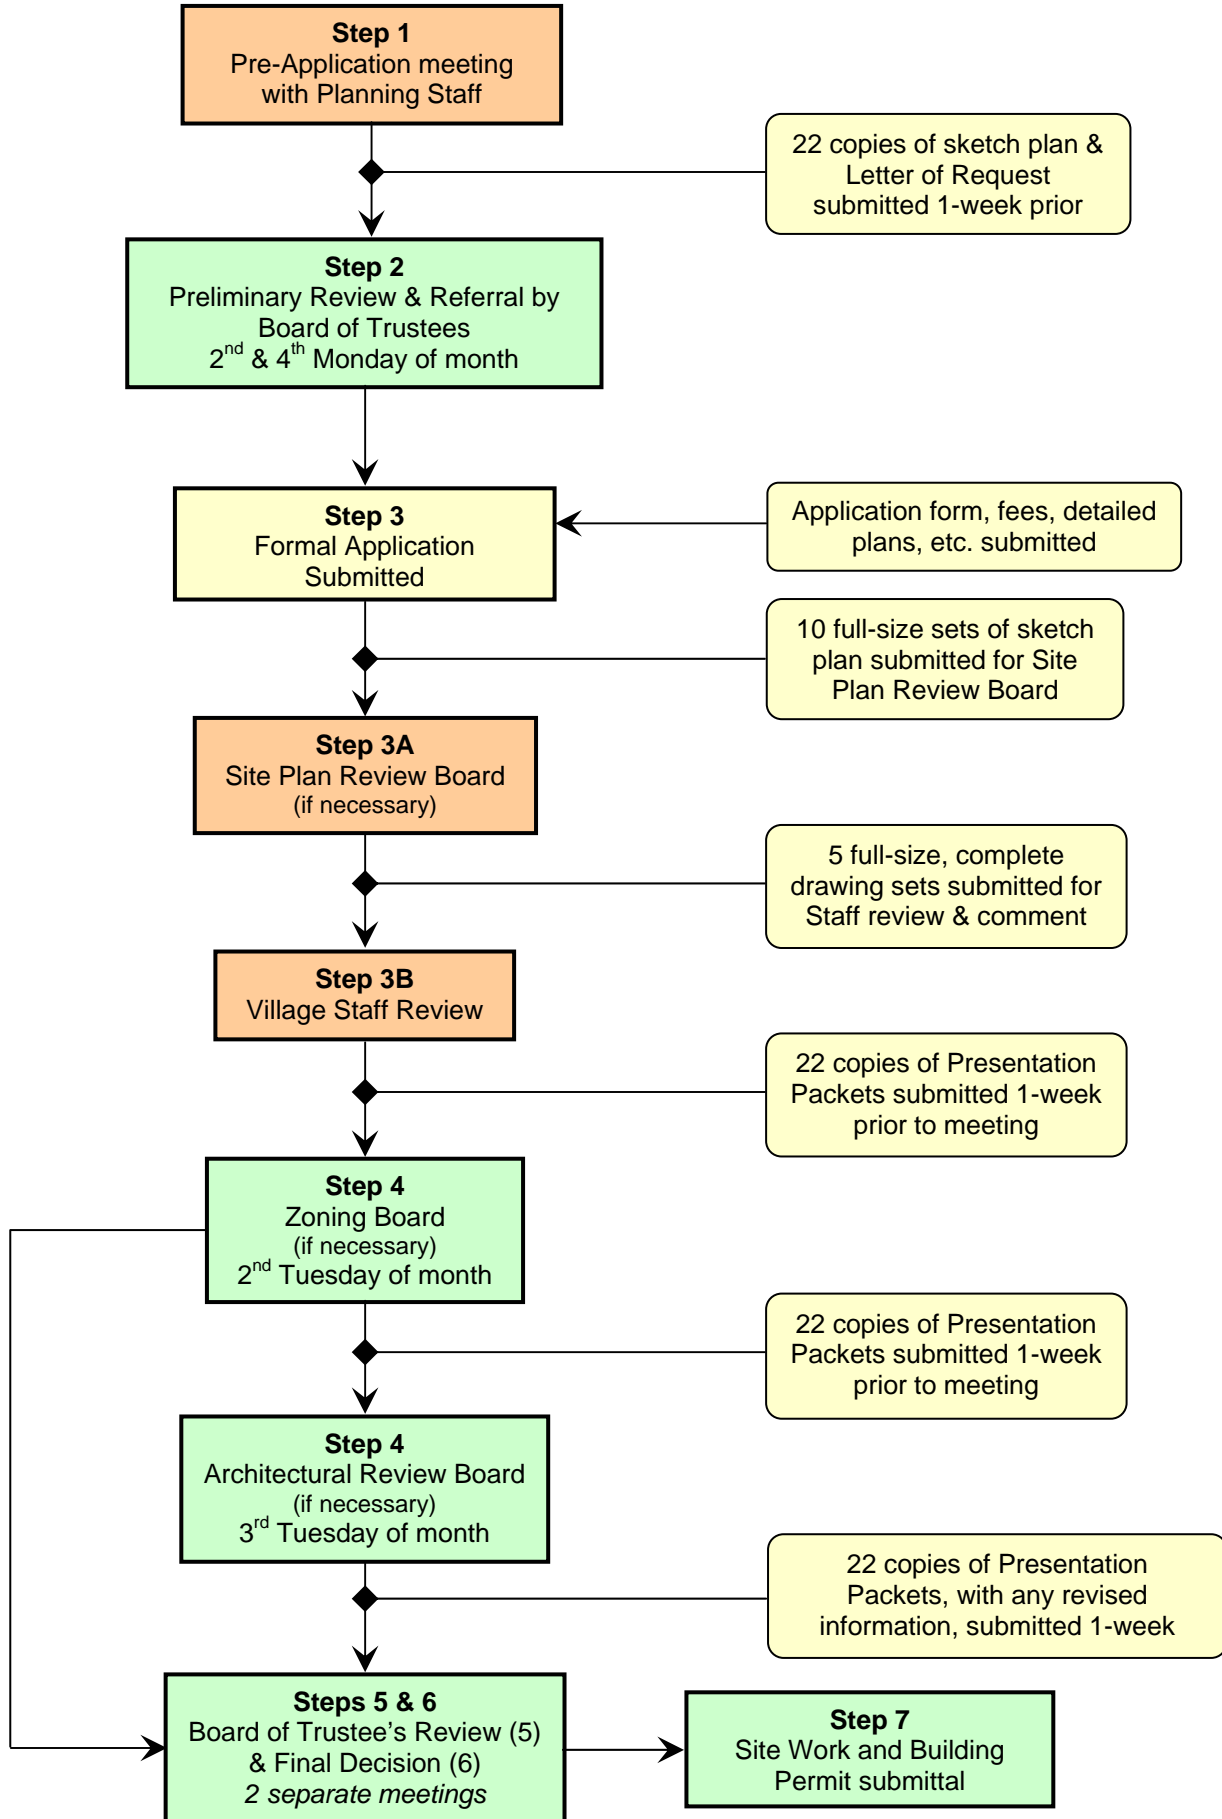 Step 1
Pre-Application meeting
with Planning Staff
22 copies of sketch plan &
Letter of Request
submitted 1-week prior
Step 2
Preliminary Review & Referral by
Board of Trustees
2nd & 4th Monday of month
Step 3
Formal Application
Submitted
Application form, fees, detailed
plans, etc. submitted
10 full-size sets of sketch
plan submitted for Site
Plan Review Board
Step 3A
Site Plan Review Board
(if necessary)
5 full-size, complete
drawing sets submitted for
Staff review & comment
Step 3B
Village Staff Review
22 copies of Presentation
Packets submitted 1-week
prior to meeting
Step 4
Zoning Board
(if necessary)
2nd Tuesday of month
22 copies of Presentation
Packets submitted 1-week
prior to meeting
Step 4
Architectural Review Board
(if necessary)
3rd Tuesday of month
22 copies of Presentation
Packets, with any revised
information, submitted 1-week
Steps 5 & 6
Board of Trustee’s Review (5)
& Final Decision (6)
2 separate meetings
Step 7
Site Work and Building
Permit submittal